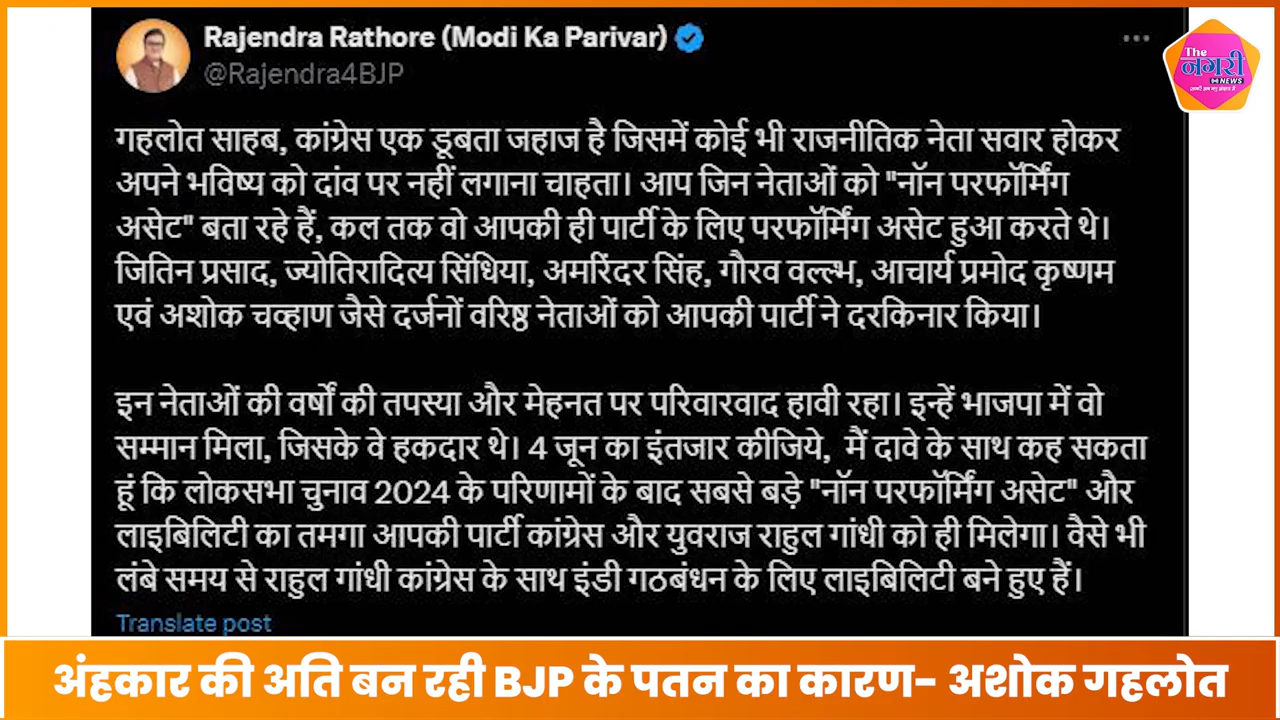 Rajendra Rathore (Modi Ka Parivar)
@Rajendra4BJP
The
नगरी
NEWS
गहलोत साहब, कांग्रेस एक डूबता जहाज है जिसमें कोई भी राजनीतिक नेता सवार होकर
अपने भविष्य को दांव पर नहीं लगाना चाहता। आप जिन नेताओं को "नॉन परफॉर्मिंग
असेट" बता रहे हैं, कल तक वो आपकी ही पार्टी के लिए परफॉर्मिंग असेट हुआ करते थे।
जितिन प्रसाद, ज्योतिरादित्य सिंधिया, अमरिंदर सिंह, गौरव वल्ल्भ, आचार्य प्रमोद कृष्णम
एवं अशोक चव्हाण जैसे दर्जनों वरिष्ठ नेताओं को आपकी पार्टी ने दरकिनार किया।
इन नेताओं की वर्षों की तपस्या और मेहनत पर परिवारवाद हावी रहा। इन्हें भाजपा में वो
सम्मान मिला, जिसके वे हकदार थे। 4 जून का इंतजार कीजिये, मैं दावे के साथ कह सकता
हूं कि लोकसभा चुनाव 2024 के परिणामों के बाद सबसे बड़े "नॉन परफॉर्मिंग असेट" और
लाइबिलिटी का तमगा आपकी पार्टी कांग्रेस और युवराज राहुल गांधी को ही मिलेगा। वैसे भी
लंबे समय से राहुल गांधी कांग्रेस के साथ इंडी गठबंधन के लिए लाइबिलिटी बने हुए हैं।
Translate post
अंहकार की अति बन रही BJP के पतन का कारण- अशोक गहलोत